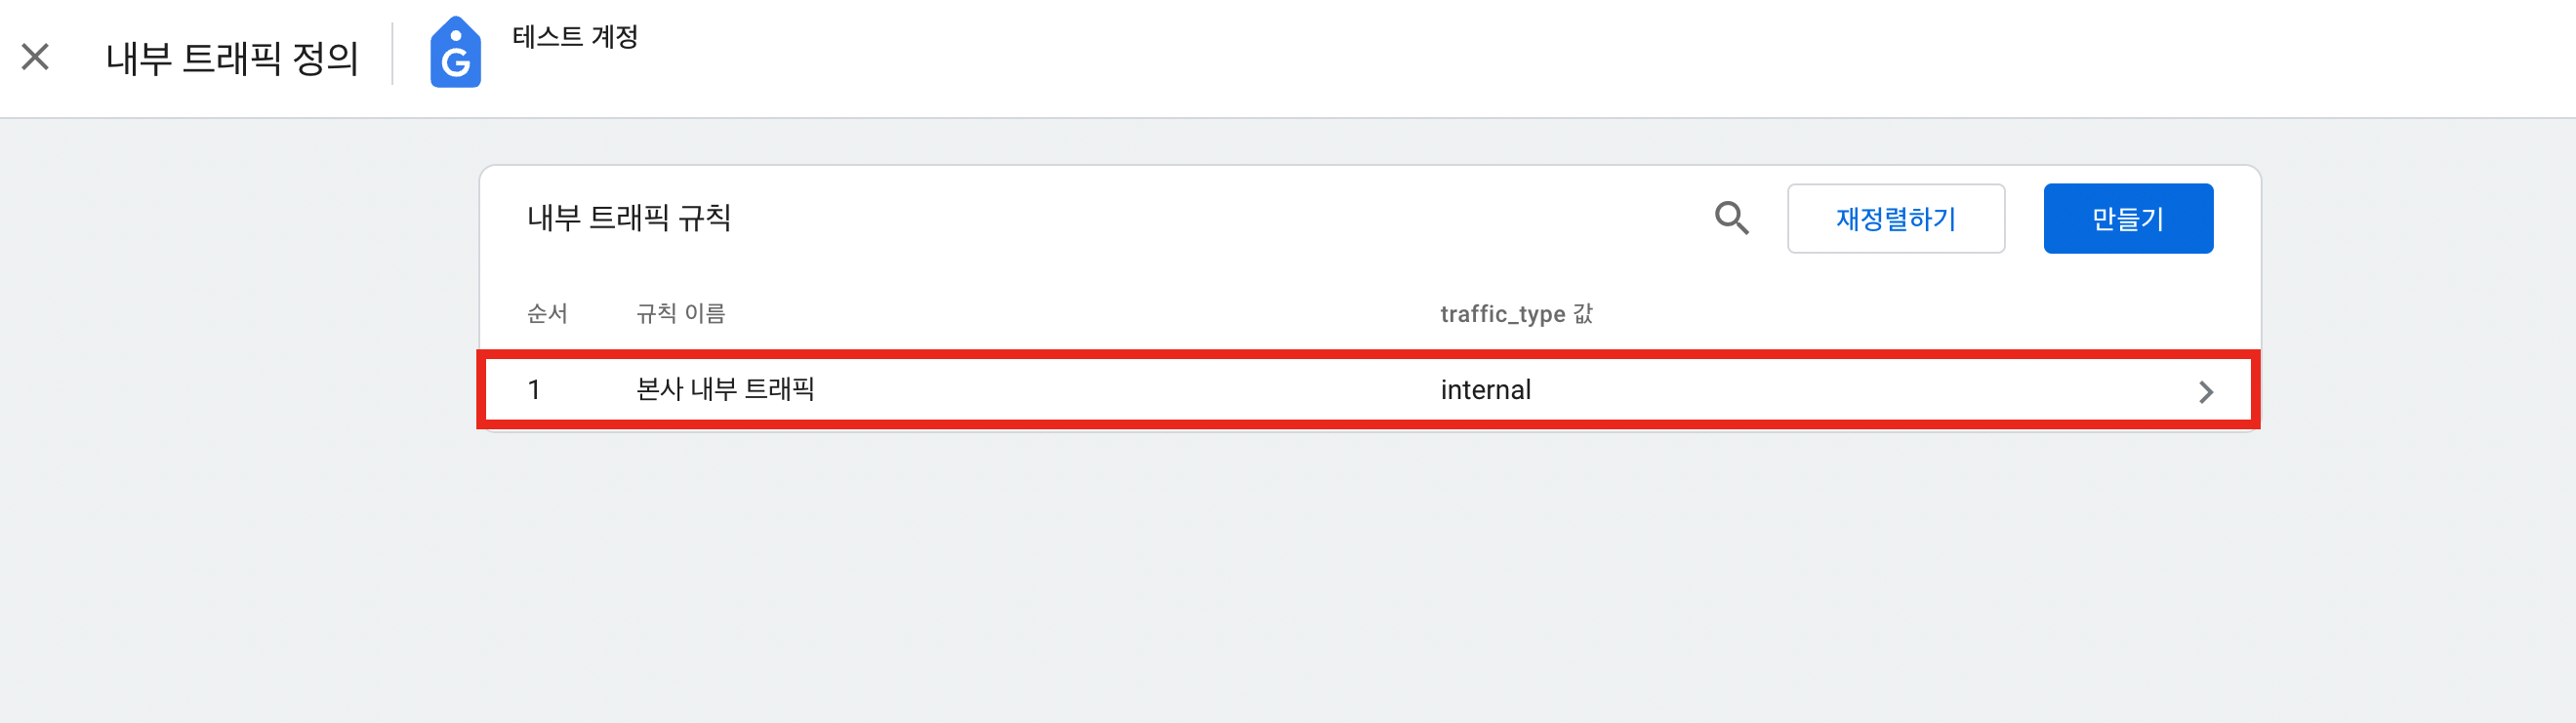 내부 트래픽 정의
테스트 계정
내부 트래픽 규칙
재정렬하기
만들기
순서 규칙 이름 traffic_type 값
1 본사 내부 트래픽 internal